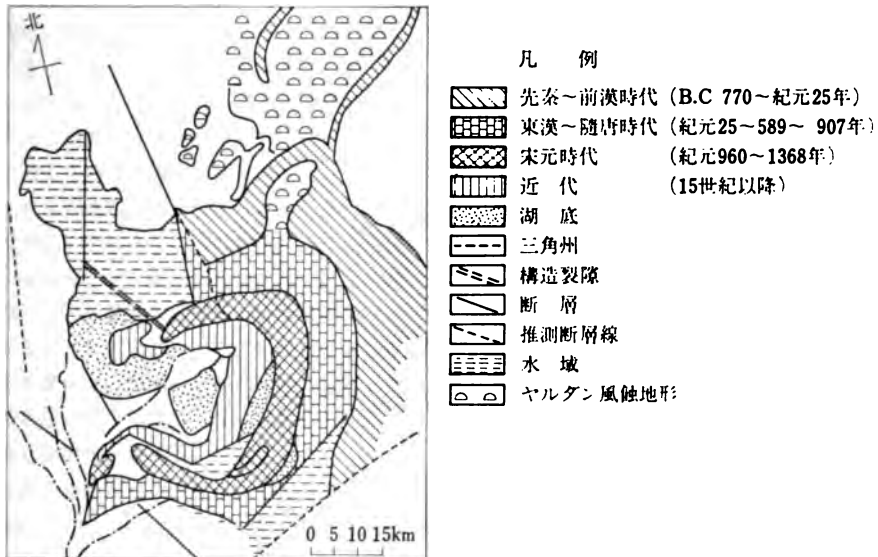 北
0 5 10 15km
凡 例
先秦~前漢時代 (B.C 770~紀元25年)
東漢~隨唐時代 (紀元25~589~ 907年)
宋元時代 (紀元960~1368年)
近 代 (15世紀以降)
湖底
三角州
構造裂隙
断 層
推測断層線
水 域
ヤルダン風蝕地形